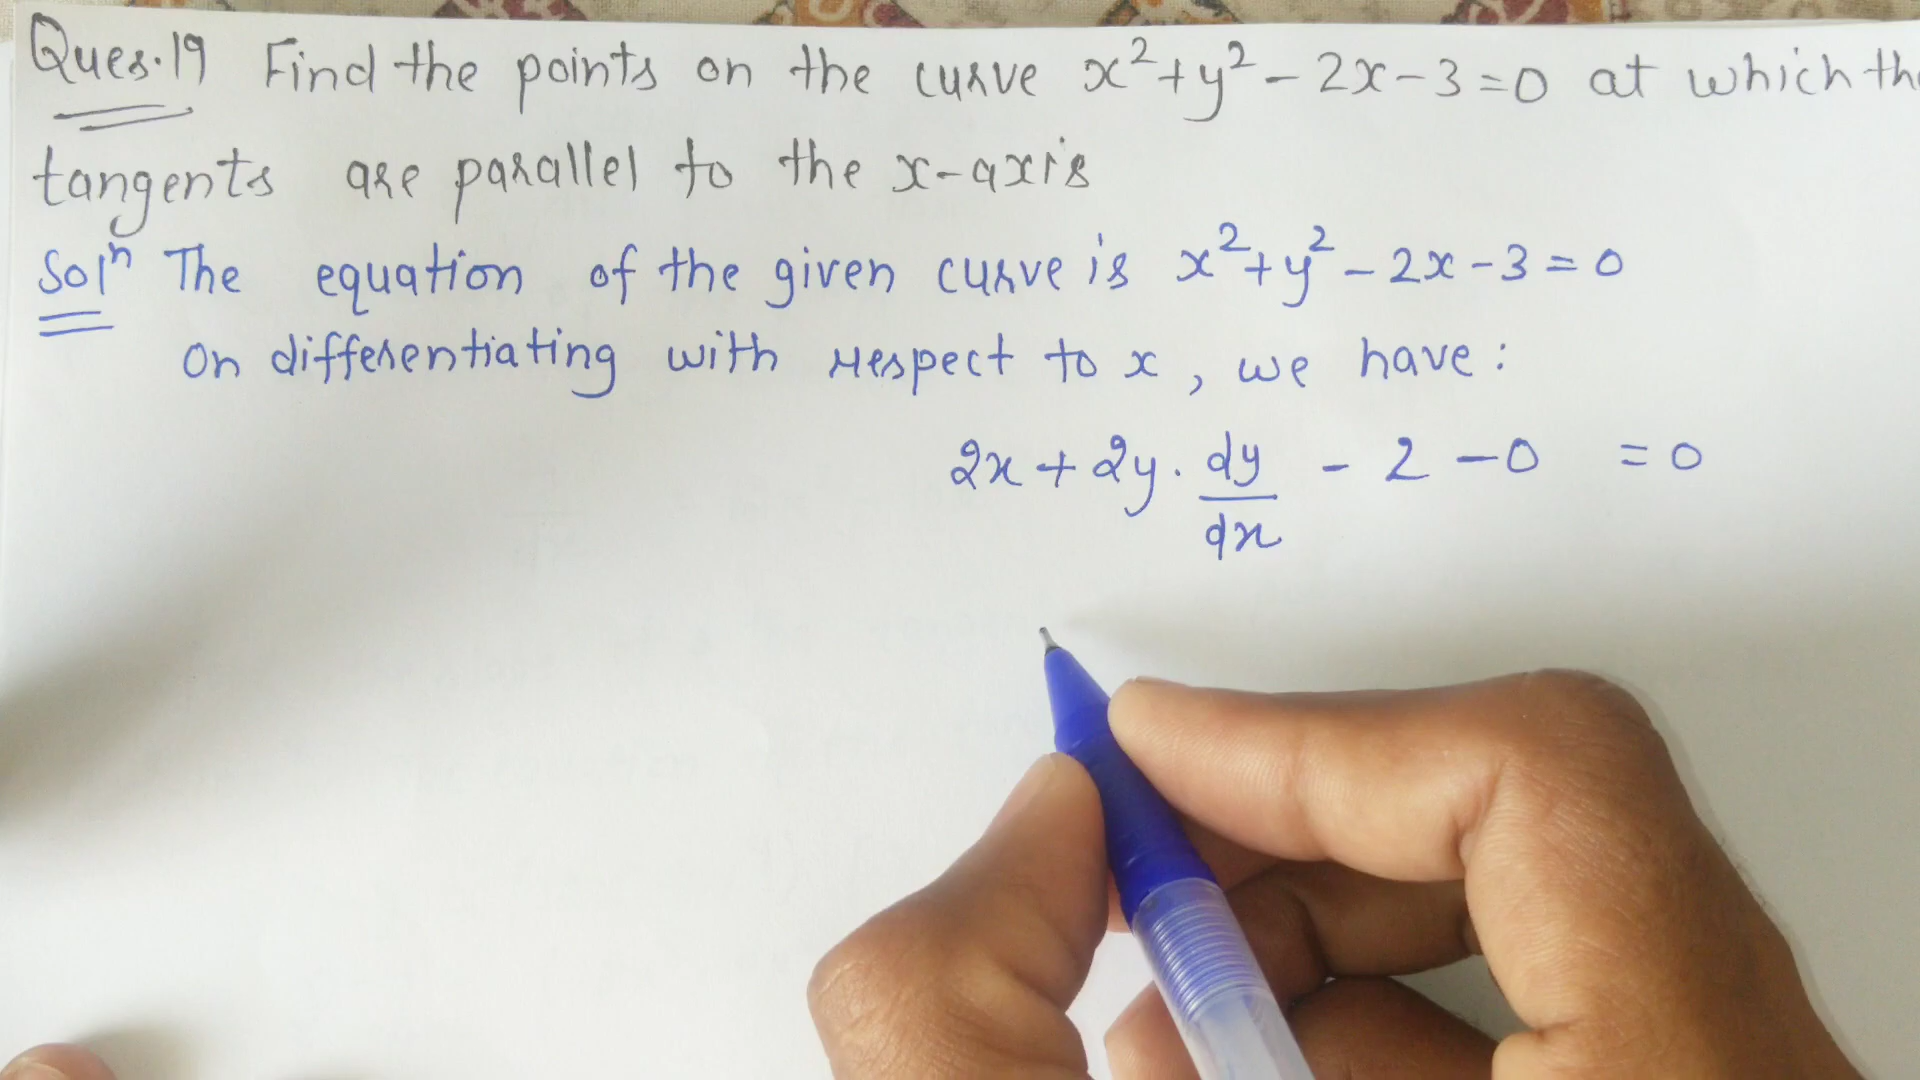 Ques.19 Find the points on the curve x²+y²-2x-3=0 at which the
tangents are parallel to the x-axis
Solⁿ The equation of the given curve is x²+y²-2x-3=0
On differentiating with respect to x, we have:
2x+2y.dy/dx -2-0 =0